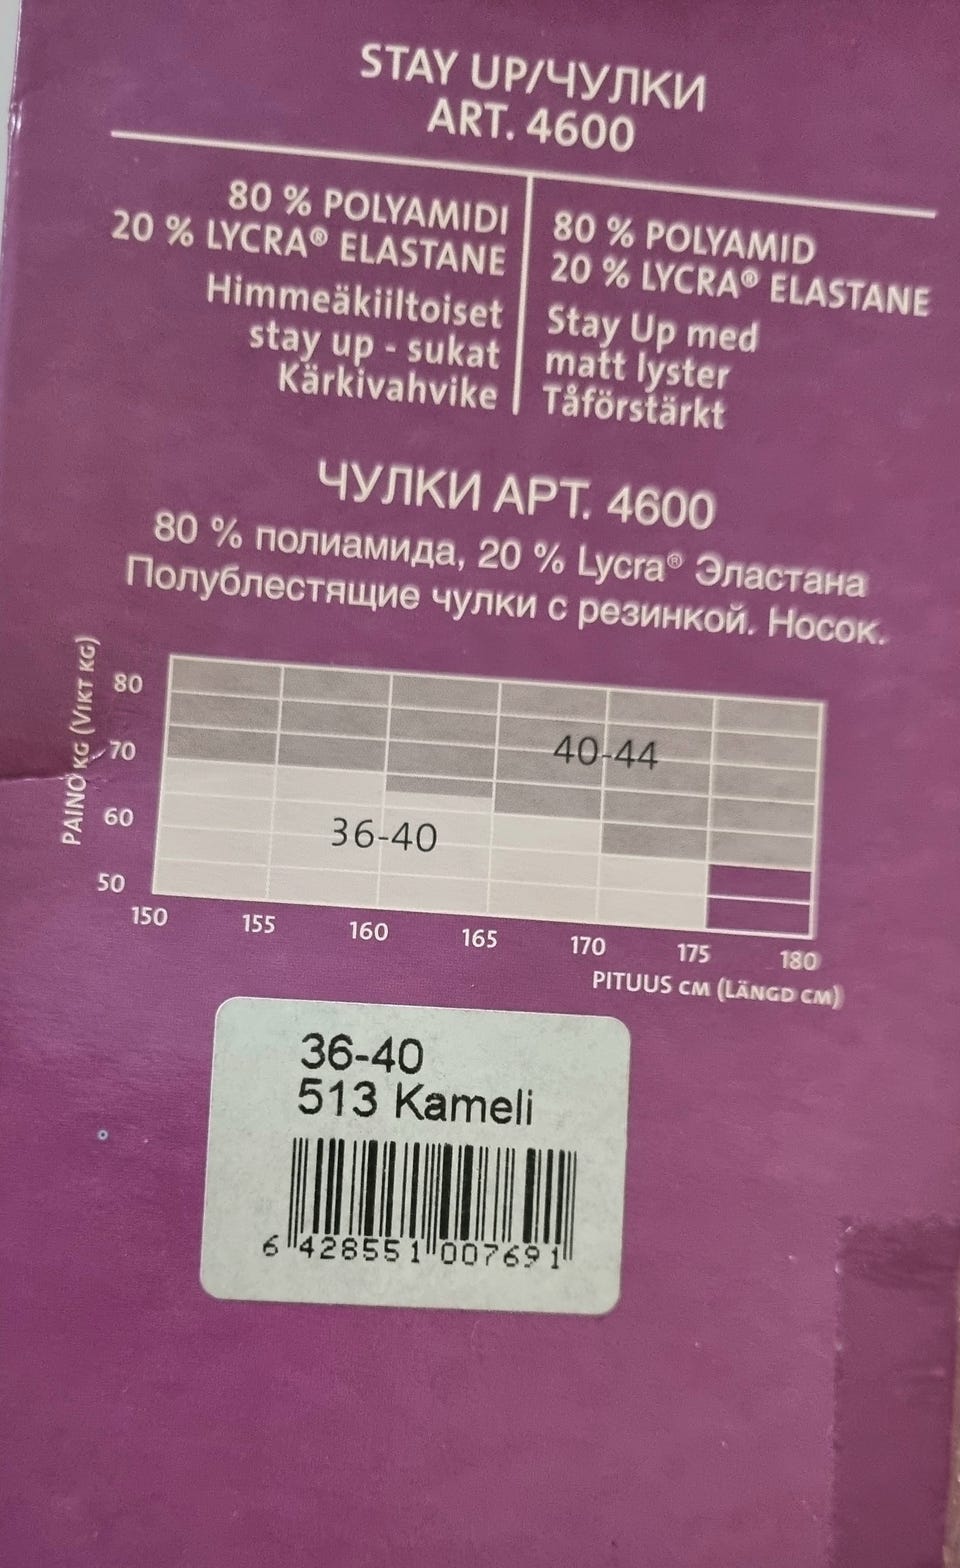 STAY UP/ЧУЛКИ
ART. 4600
80 % POLYAMIDI
20 % LYCRA® ELASTANE
Himmeäkiiltoiset
stay up - sukat
Kärkivahvike
80 % POLYAMID
20 % LYCRA® ELASTANE
Stay Up med
matt lyster
Tåförstärkt
ЧУЛКИ АРТ. 4600
80 % полиамида, 20 % Lycra® Эластана
Полублестящие чулки с резинкой. Носок.
PAINO KG (VIKT KG)
80
70
60
50
40-44
36-40
150 155 160 165 170 175 180
PITUUS CM (LÄNGD CM)
36-40
513 Kameli
6 428551 007691